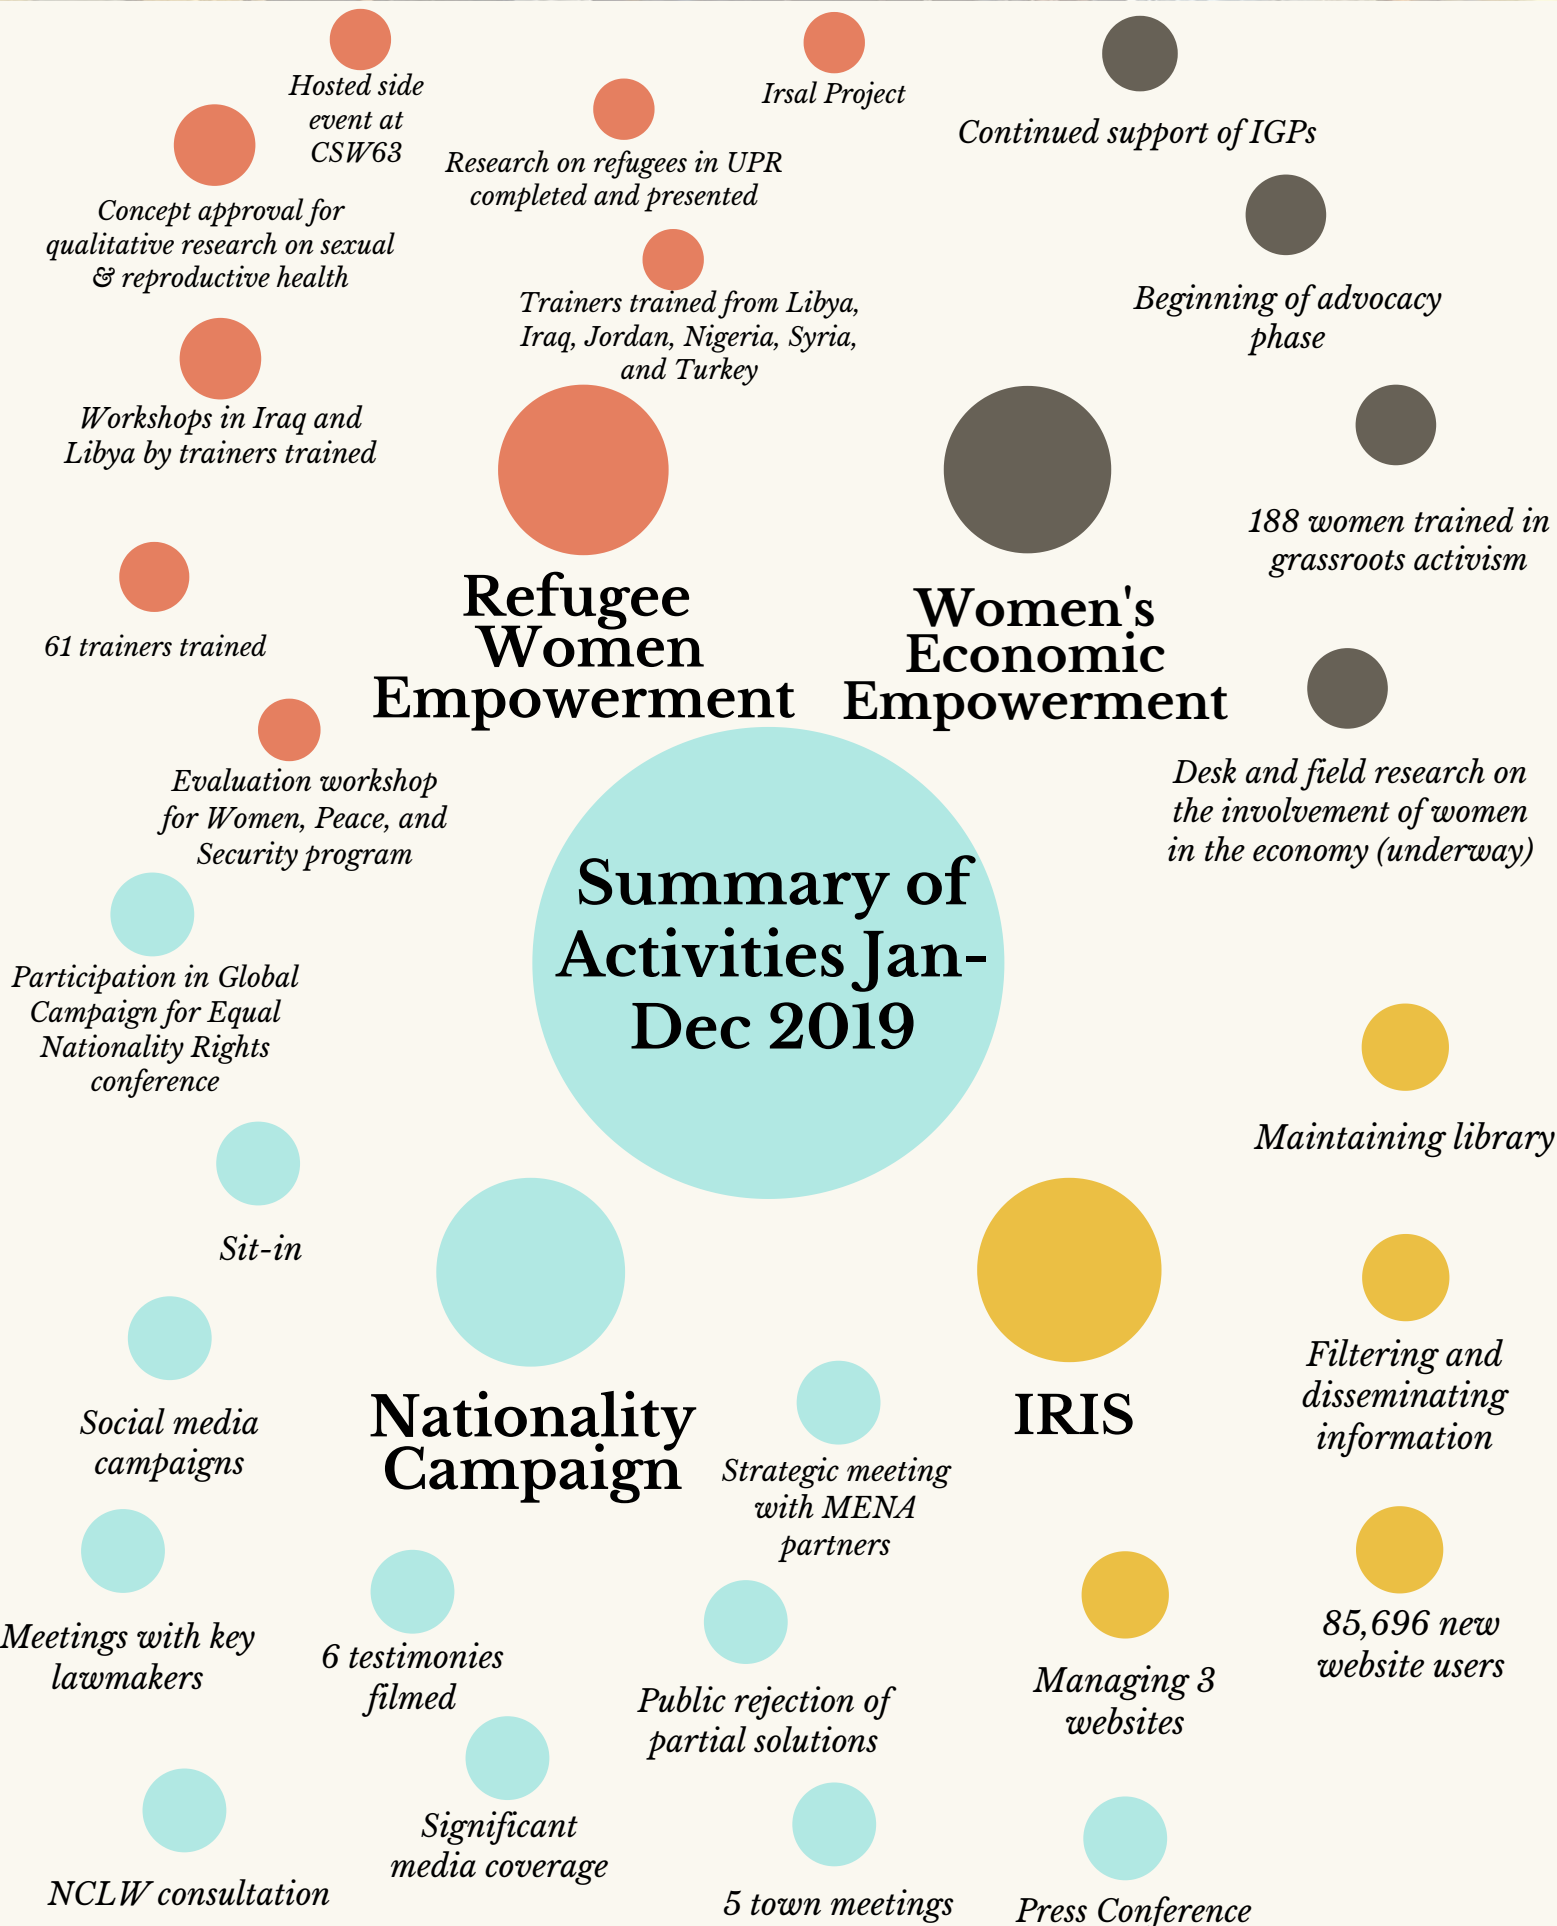 Hosted side
event at
CSW63
Irsal Project
Continued support of IGPs
Research on refugees in UPR
completed and presented
Concept approval for
qualitative research on sexual
& reproductive health
Trainers trained from Libya,
Iraq, Jordan, Nigeria, Syria,
and Turkey
Beginning of advocacy
phase
Workshops in Iraq and
Libya by trainers trained
188 women trained in
grassroots activism
61 trainers trained
Refugee
Women
Empowerment
Women's
Economic
Empowerment
Evaluation workshop
for Women, Peace, and
Security program
Desk and field research on
the involvement of women
in the economy (underway)
Summary of
Activities Jan-
Dec 2019
Participation in Global
Campaign for Equal
Nationality Rights
conference
Maintaining library
Sit-in
Filtering and
disseminating
information
Social media
campaigns
Nationality
Campaign
IRIS
Strategic meeting
with MENA
partners
Meetings with key
lawmakers
6 testimonies
filmed
Public rejection of
partial solutions
Managing 3
websites
85,696 new
website users
Significant
media coverage
NCLW consultation
5 town meetings
Press Conference